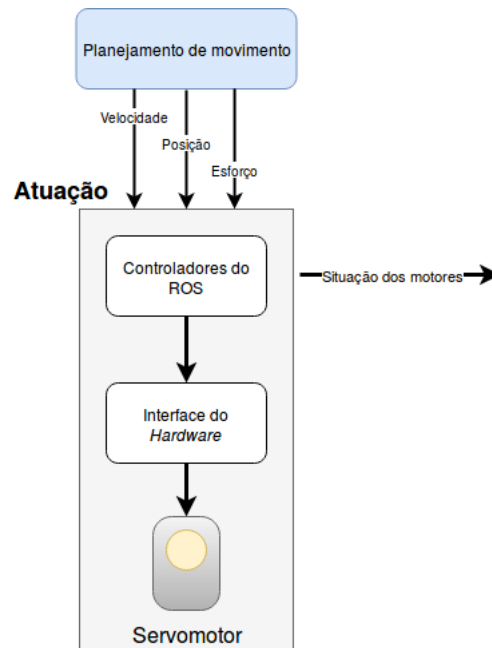 Planejamento de movimento
Velocidade
Posição
Esforço
Atuação
Controladores do
ROS
Situação dos motores
Interface do
Hardware
Servomotor